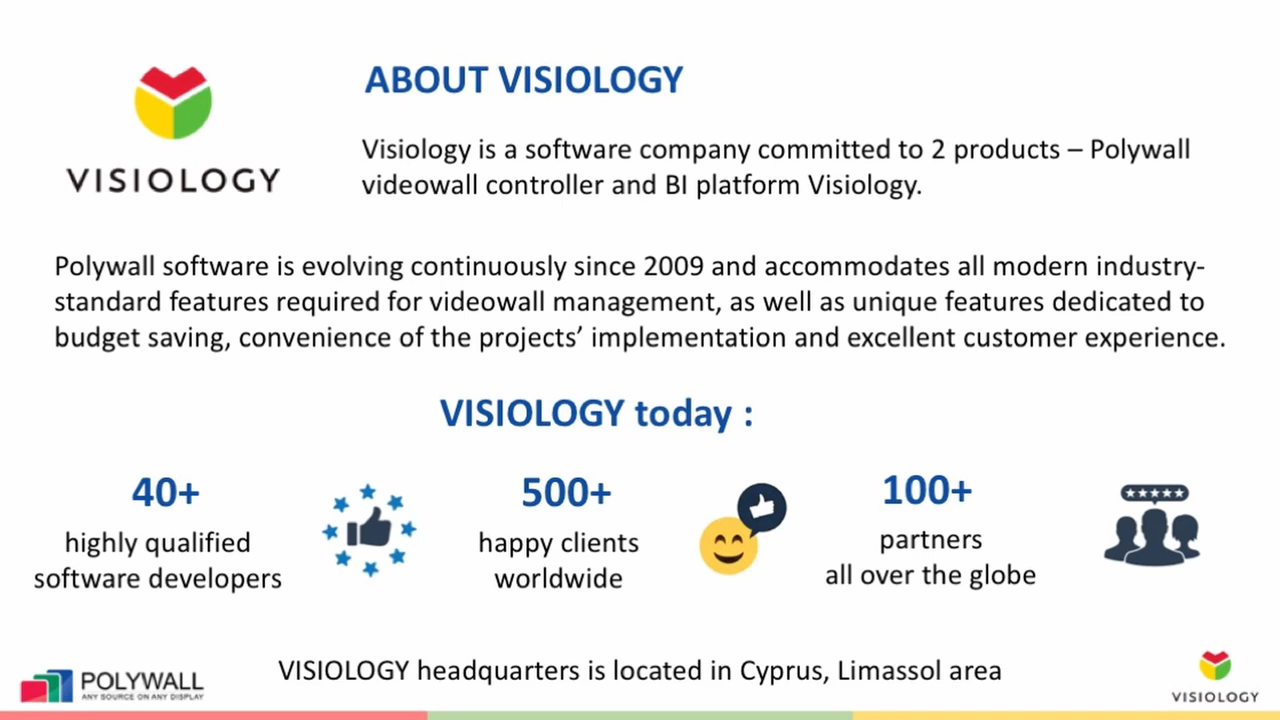 ABOUT VISIOLOGY
VISIOLOGY
Visiology is a software company committed to 2 products – Polywall
videowall controller and BI platform Visiology.
Polywall software is evolving continuously since 2009 and accommodates all modern industry-
standard features required for videowall management, as well as unique features dedicated to
budget saving, convenience of the projects’ implementation and excellent customer experience.
VISIOLOGY today :
40+
highly qualified
software developers
500+
happy clients
worldwide
100+
partners
all over the globe
POLYWALL
ANY SOURCE ON ANY DISPLAY
VISIOLOGY headquarters is located in Cyprus, Limassol area
VISIOLOGY